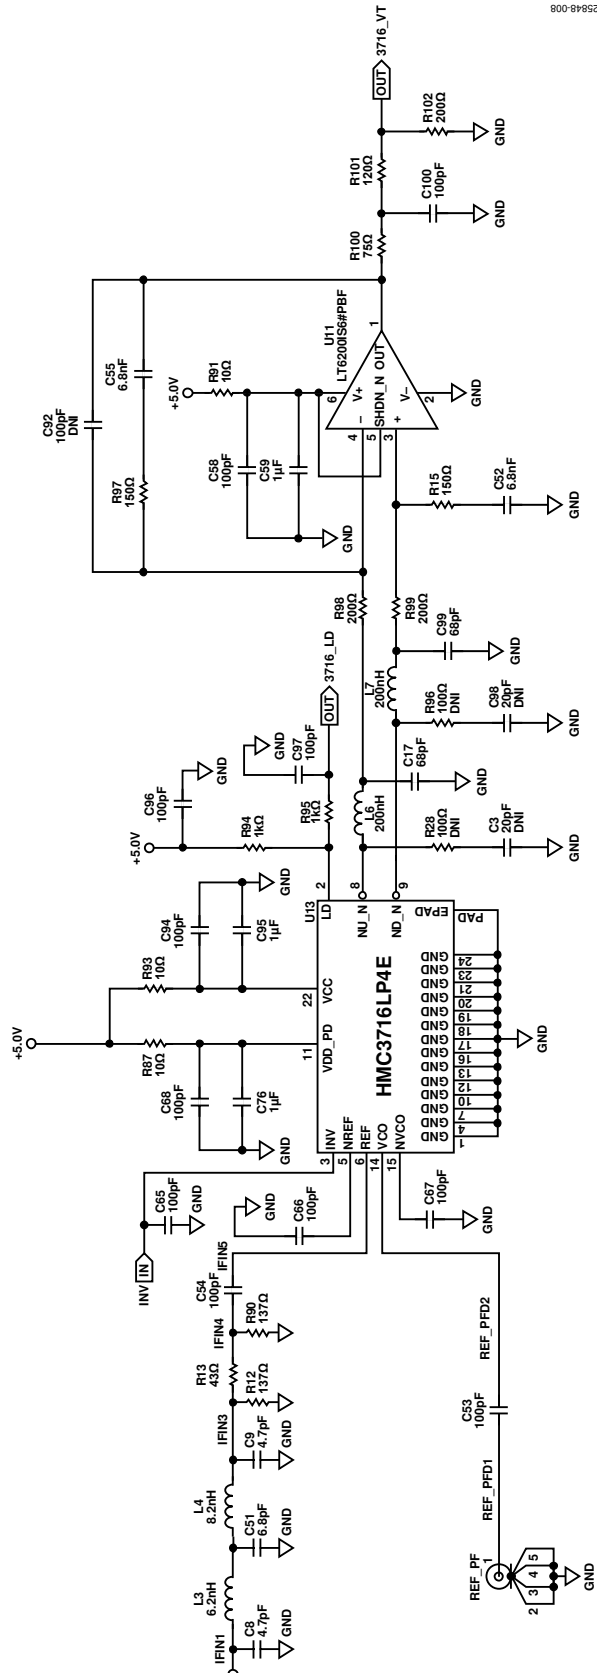 25848-008
IFIN1
C8
4.7pF
GND
L3
6.2nH
C51
6.8pF
GND
L4
8.2nH
C9
4.7pF
GND
IFIN3
R12
137Ω
R13
43Ω
IFIN4
R90
137Ω
C54
100pF
IFIN5
INV
IN
C65
100pF
GND
C66
100pF
GND
REF_PF
1
2
3
4
5
GND
REF_PFD1
C53
100pF
REF_PFD2
C67
100pF
GND
+5.0V
R87
10Ω
C68
100pF
C76
1µF
GND
R93
10Ω
C94
100pF
C95
1µF
GND
U13
HMC3716LP4E
3
INV
5
NREF
6
REF
14
VCO
15
NVCO
11
VDD_PD
22
VCC
2
LD
8
NU_N
9
ND_N
EPAD
PAD
GND
1
GND
4
GND
7
GND
10
GND
12
GND
13
GND
16
GND
17
GND
18
GND
19
GND
20
GND
21
GND
23
GND
24
GND
+5.0V
C96
100pF
GND
R94
1kΩ
R95
1kΩ
C97
100pF
GND
OUT
3716_LD
L6
200nH
R28
100Ω
DNI
C3
20pF
DNI
GND
C17
68pF
GND
L7
200nH
R96
100Ω
DNI
C98
20pF
DNI
GND
C99
68pF
GND
R98
200Ω
R99
200Ω
R15
150Ω
C52
6.8nF
GND
C92
100pF
DNI
R97
150Ω
C55
6.8nF
+5.0V
R91
10Ω
C58
100pF
C59
1µF
GND
U11
LT6200IS6#PBF
4
–
5
SHDN_N
3
+
6
V+
2
V–
OUT
1
GND
R100
75Ω
C100
100pF
GND
R101
120Ω
R102
200Ω
GND
OUT
3716_VT